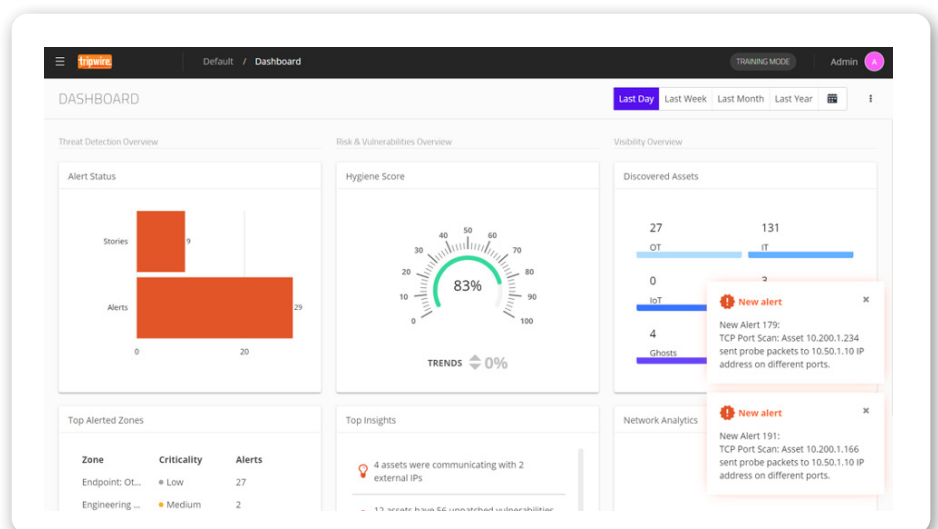 tripwire
Default / Dashboard
TRAINING MODE
Admin
A
DASHBOARD
Last Day
Last Week
Last Month
Last Year
Threat Detection Overview
Alert Status
Stories
9
Alerts
29
0
20
Risk & Vulnerabilities Overview
Hygiene Score
0
10
20
30
40
50
60
70
80
90
100
83%
TRENDS 0%
Visibility Overview
Discovered Assets
27
OT
131
IT
0
IoT
4
Ghosts
New alert
×
New Alert 179:
TCP Port Scan: Asset 10.200.1.234
sent probe packets to 10.50.1.10 IP
address on different ports.
New alert
×
New Alert 191:
TCP Port Scan: Asset 10.200.1.166
sent probe packets to 10.50.1.10 IP
address on different ports.
Top Alerted Zones
Zone Criticality Alerts
Endpoint: Ot... Low 27
Engineering ... Medium 2
Top Insights
4 assets were communicating with 2
external IPs
12 assets have 56 unpatched vulnerabilities
Network Analytics